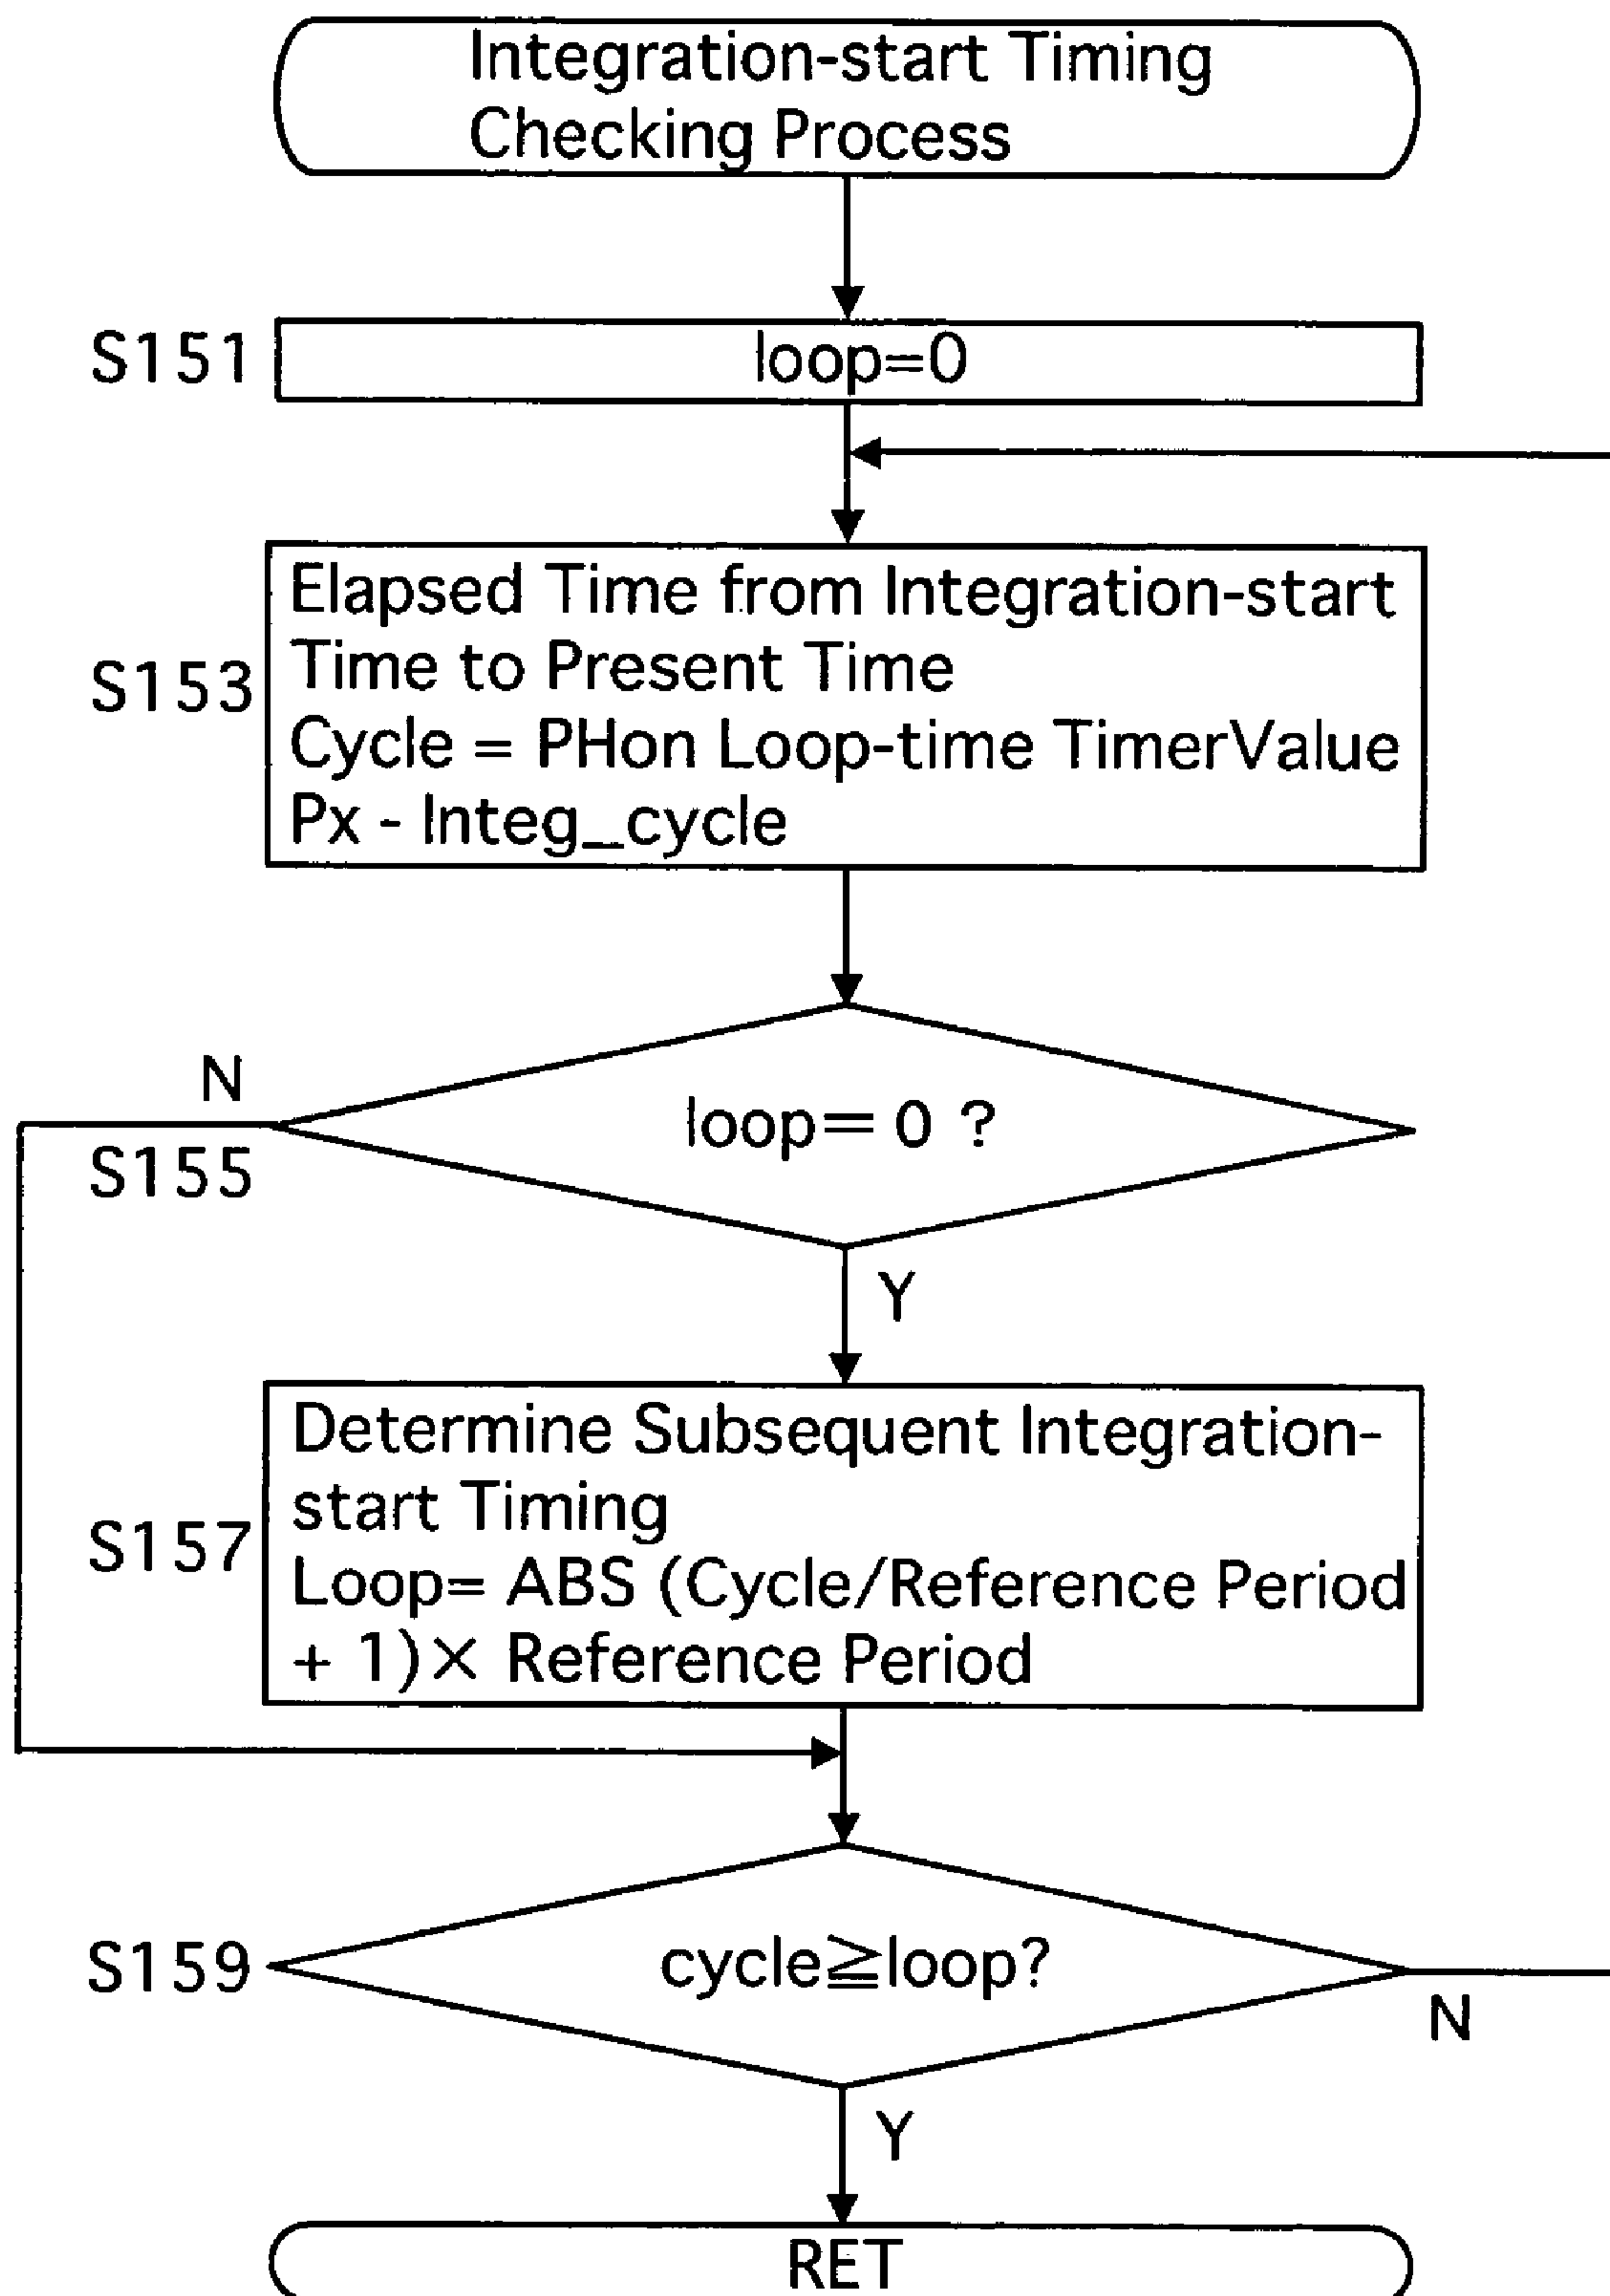 Integration-start Timing
Checking Process
S151
loop=0
S153
Elapsed Time from Integration-start
Time to Present Time
Cycle = PHon Loop-time TimerValue
Px - Integ_cycle
N
S155
loop= 0 ?
Y
S157
Determine Subsequent Integration-
start Timing
Loop= ABS (Cycle/Reference Period
+ 1)× Reference Period
S159
cycle≧loop?
N
Y
RET